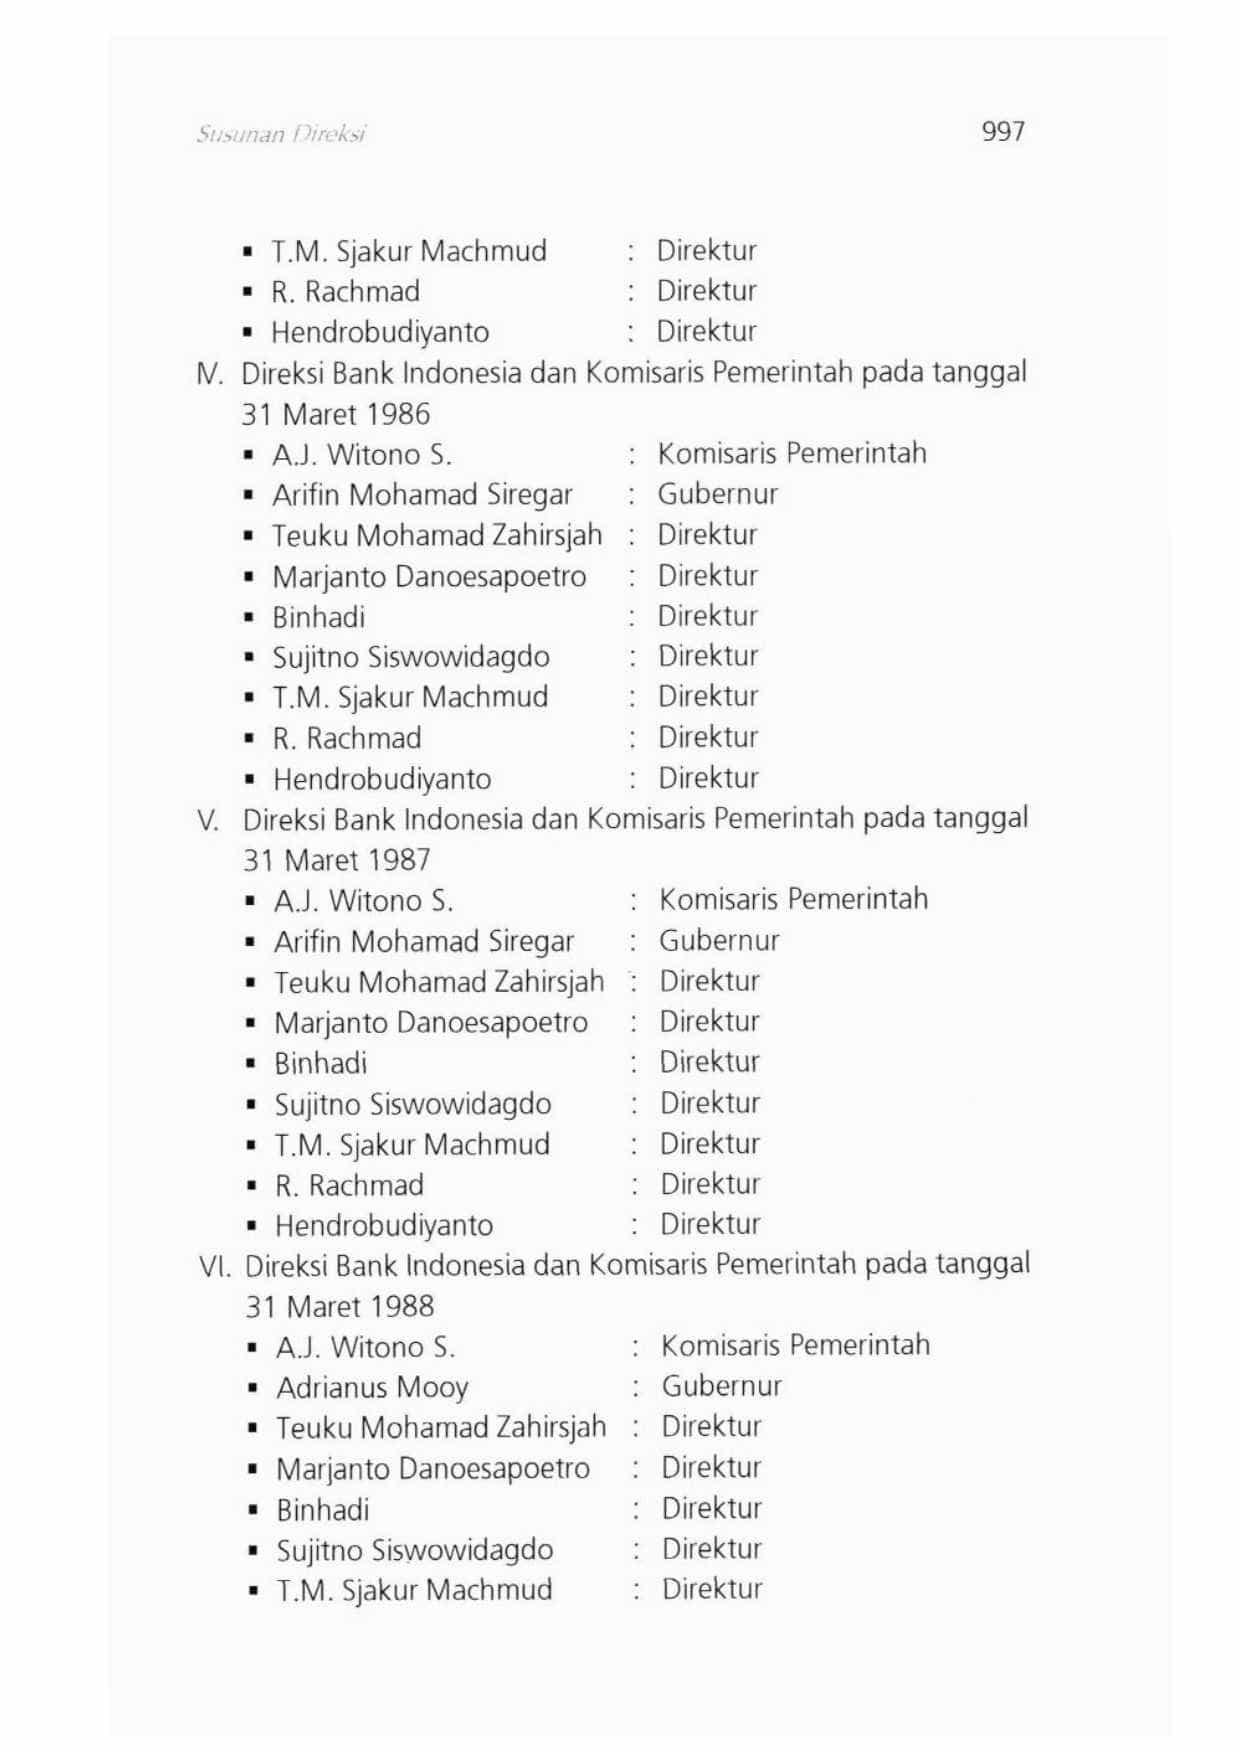 Susunan Direksi 997
▪ T.M. Sjakur Machmud : Direktur
▪ R. Rachmad : Direktur
▪ Hendrobudiyanto : Direktur
IV. Direksi Bank Indonesia dan Komisaris Pemerintah pada tanggal
31 Maret 1986
▪ A.J. Witono S. : Komisaris Pemerintah
▪ Arifin Mohamad Siregar : Gubernur
▪ Teuku Mohamad Zahirsjah : Direktur
▪ Marjanto Danoesapoetro : Direktur
▪ Binhadi : Direktur
▪ Sujitno Siswowidagdo : Direktur
▪ T.M. Sjakur Machmud : Direktur
▪ R. Rachmad : Direktur
▪ Hendrobudiyanto : Direktur
V. Direksi Bank Indonesia dan Komisaris Pemerintah pada tanggal
31 Maret 1987
▪ A.J. Witono S. : Komisaris Pemerintah
▪ Arifin Mohamad Siregar : Gubernur
▪ Teuku Mohamad Zahirsjah : Direktur
▪ Marjanto Danoesapoetro : Direktur
▪ Binhadi : Direktur
▪ Sujitno Siswowidagdo : Direktur
▪ T.M. Sjakur Machmud : Direktur
▪ R. Rachmad : Direktur
▪ Hendrobudiyanto : Direktur
VI. Direksi Bank Indonesia dan Komisaris Pemerintah pada tanggal
31 Maret 1988
▪ A.J. Witono S. : Komisaris Pemerintah
▪ Adrianus Mooy : Gubernur
▪ Teuku Mohamad Zahirsjah : Direktur
▪ Marjanto Danoesapoetro : Direktur
▪ Binhadi : Direktur
▪ Sujitno Siswowidagdo : Direktur
▪ T.M. Sjakur Machmud : Direktur